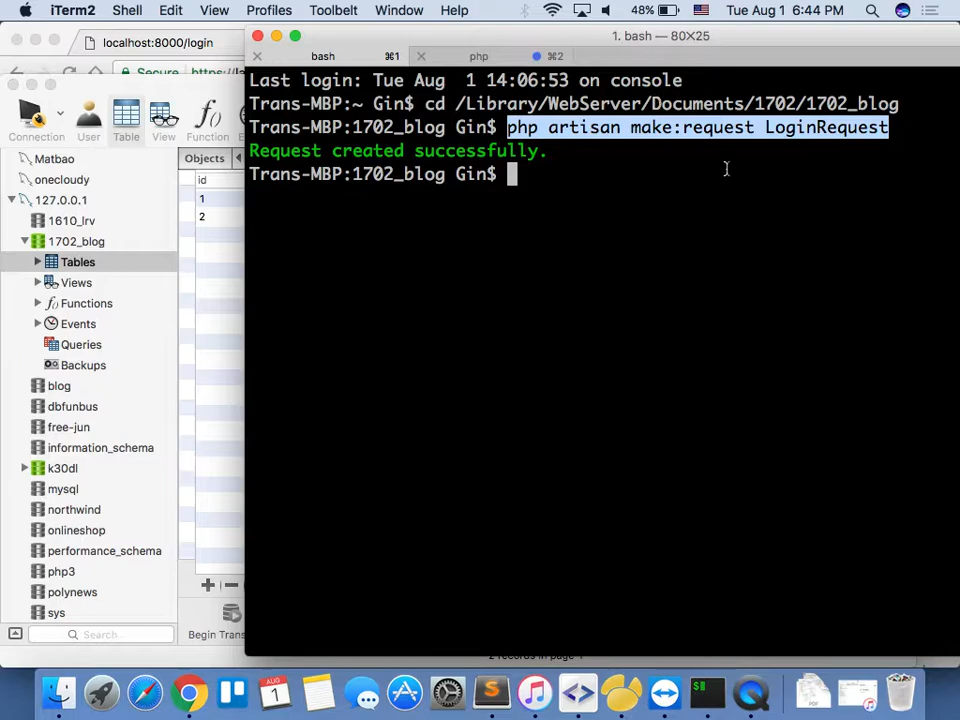 iTerm2 Shell Edit View Profiles Toolbelt Window Help 48% Tue Aug 1 6:44 PM
localhost:8000/login
1. bash — 80×25
bash ⌘1 php ⌘2
Secure
Last login: Tue Aug  1 14:06:53 on console
Trans-MBP:~ Gin$ cd /Library/WebServer/Documents/1702/1702_blog
Trans-MBP:1702_blog Gin$ php artisan make:request LoginRequest
Request created successfully.
Trans-MBP:1702_blog Gin$
Connection User Table View Function
Objects
id
1
2
Matbao
onecloudy
127.0.0.1
1610_lrv
1702_blog
Tables
Views
Functions
Events
Queries
Backups
blog
dbfunbus
free-jun
information_schema
k30dl
mysql
northwind
onlineshop
performance_schema
php3
polynews
sys
Search
Begin Trans
AUG
1